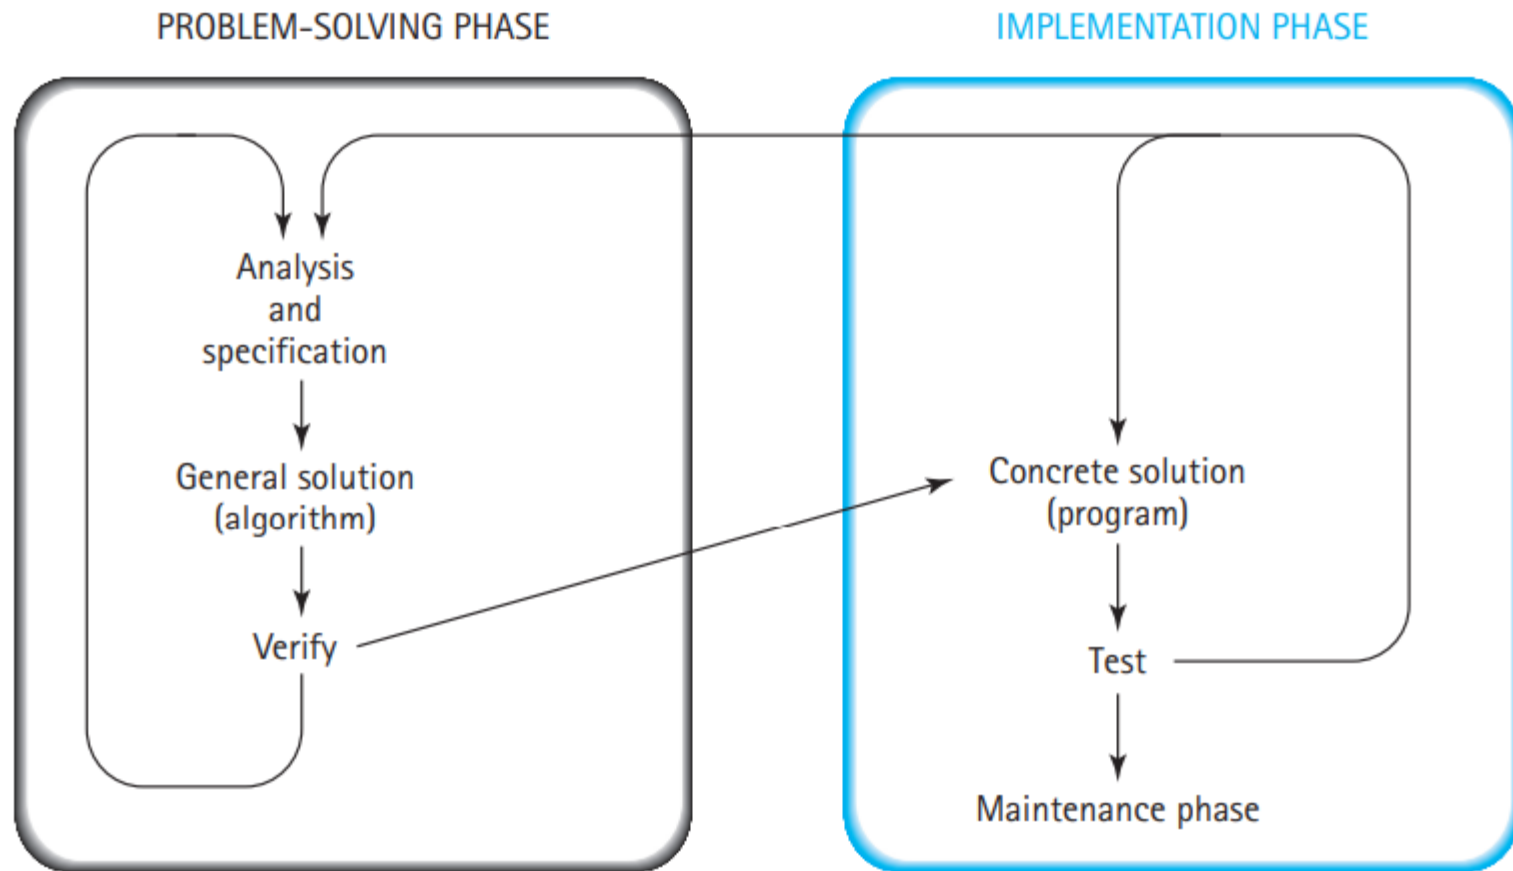 PROBLEM-SOLVING PHASE
Analysis
and
specification
General solution
(algorithm)
Verify
IMPLEMENTATION PHASE
Concrete solution
(program)
Test
Maintenance phase